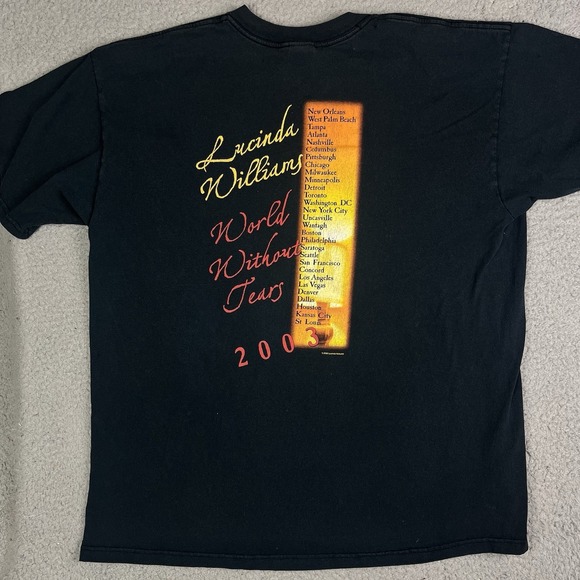 Lucinda
Williams
World
Without
Tears
2003
New Orleans
West Palm Beach
Tampa
Atlanta
Nashville
Columbus
Pittsburgh
Chicago
Milwaukee
Minneapolis
Detroit
Toronto
Washington DC
New York City
Uncasville
Wantagh
Boston
Philadelphia
Saratoga
Seattle
San Francisco
Concord
Los Angeles
Las Vegas
Denver
Dallas
Houston
Kansas City
St Louis